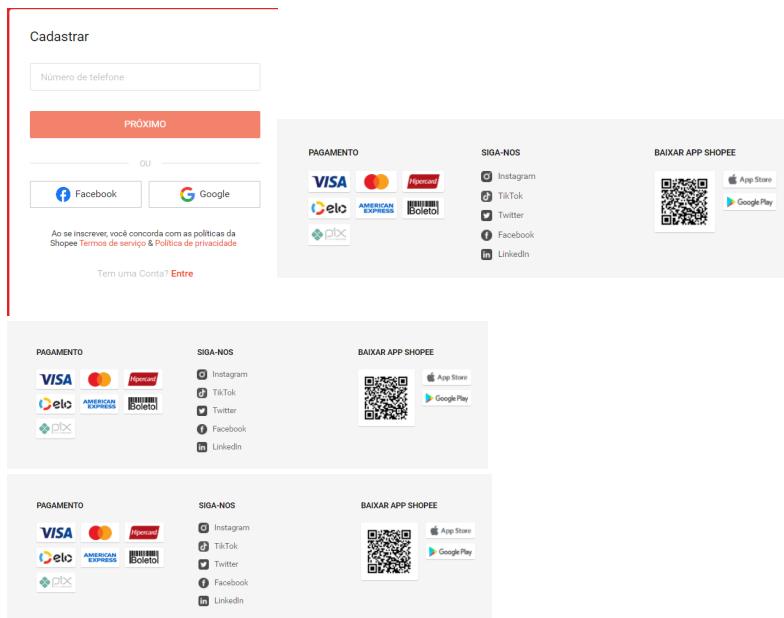 Cadastrar
Número de telefone
PRÓXIMO
OU
Facebook
Google
Ao se inscrever, você concorda com as políticas da
Shopee Termos de serviço & Política de privacidade
Tem uma Conta? Entre
PAGAMENTO
VISA
Hipercard
elo
AMERICAN EXPRESS
Boleto
pix
SIGA-NOS
Instagram
TikTok
Twitter
Facebook
LinkedIn
BAIXAR APP SHOPEE
App Store
Google Play
PAGAMENTO
VISA
Hipercard
elo
AMERICAN EXPRESS
Boleto
pix
SIGA-NOS
Instagram
TikTok
Twitter
Facebook
LinkedIn
BAIXAR APP SHOPEE
App Store
Google Play
PAGAMENTO
VISA
Hipercard
elo
AMERICAN EXPRESS
Boleto
pix
SIGA-NOS
Instagram
TikTok
Twitter
Facebook
LinkedIn
BAIXAR APP SHOPEE
App Store
Google Play